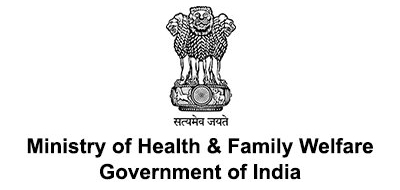 सत्यमेव जयते
Ministry of Health & Family Welfare
Government of India